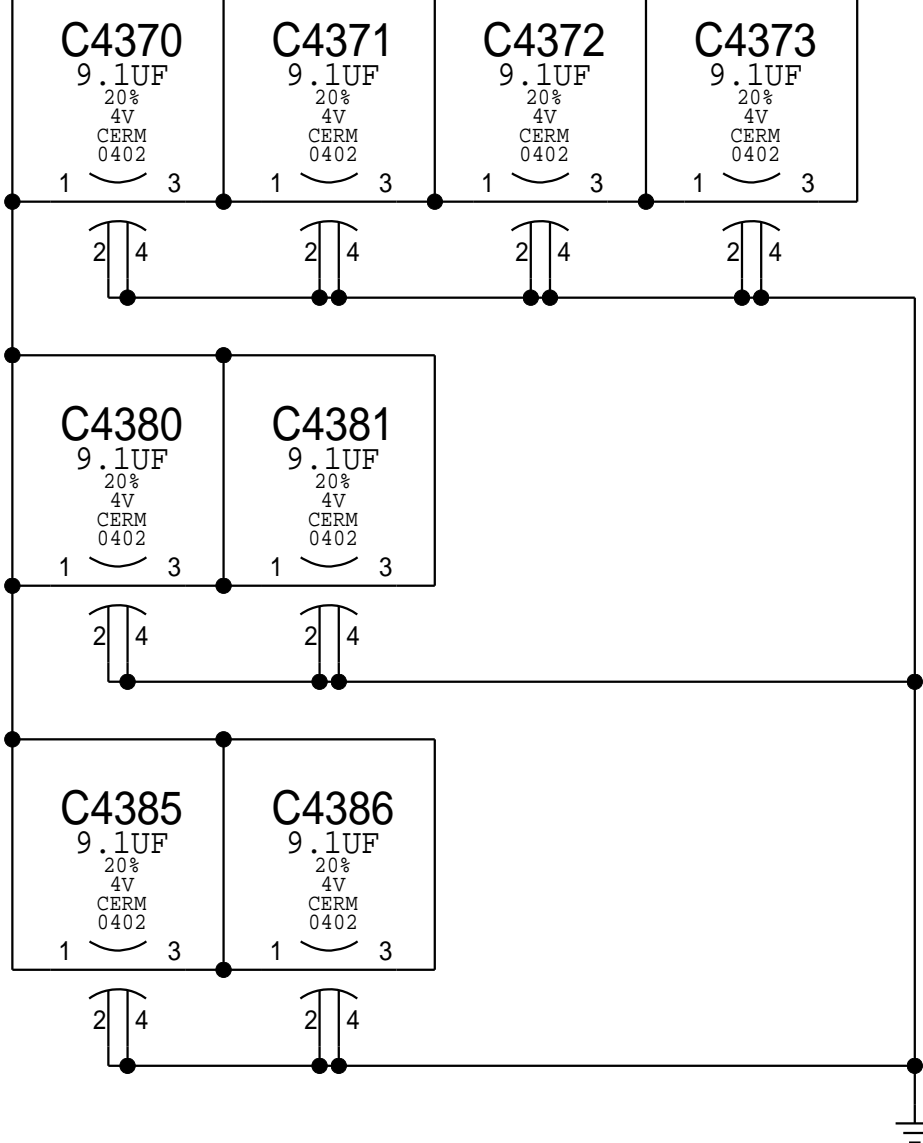 C4370 C4371 C4372 C4373
9.1UF 9.1UF 9.1UF 9.1UF
20% 20% 20% 20%
4V 4V 4V 4V
CERM CERM CERM CERM
0402 0402 0402 0402
1 3 1 3 1 3 1 3
2 4 2 4 2 4 2 4
C4380 C4381
9.1UF 9.1UF
20% 20%
4V 4V
CERM CERM
0402 0402
1 3 1 3
2 4 2 4
C4385 C4386
9.1UF 9.1UF
20% 20%
4V 4V
CERM CERM
0402 0402
1 3 1 3
2 4 2 4